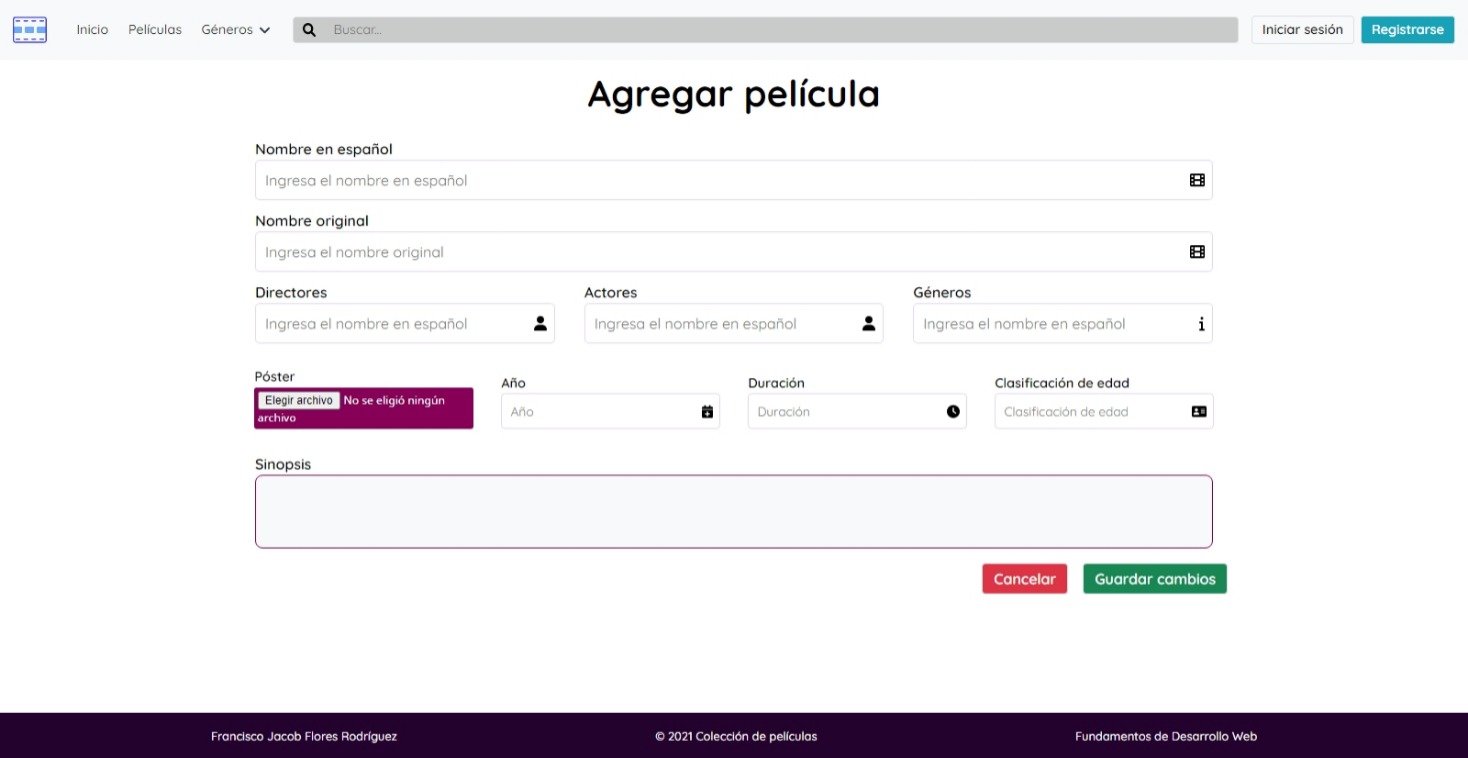 Inicio Películas Géneros Buscar... Iniciar sesión Registrarse
Agregar película
Nombre en español
Ingresa el nombre en español
Nombre original
Ingresa el nombre original
Directores Actores Géneros
Ingresa el nombre en español Ingresa el nombre en español Ingresa el nombre en español
Póster Año Duración Clasificación de edad
Elegir archivo No se eligió ningún
archivo
Año Duración Clasificación de edad
Sinopsis
Cancelar Guardar cambios
Francisco Jacob Flores Rodríguez © 2021 Colección de películas Fundamentos de Desarrollo Web